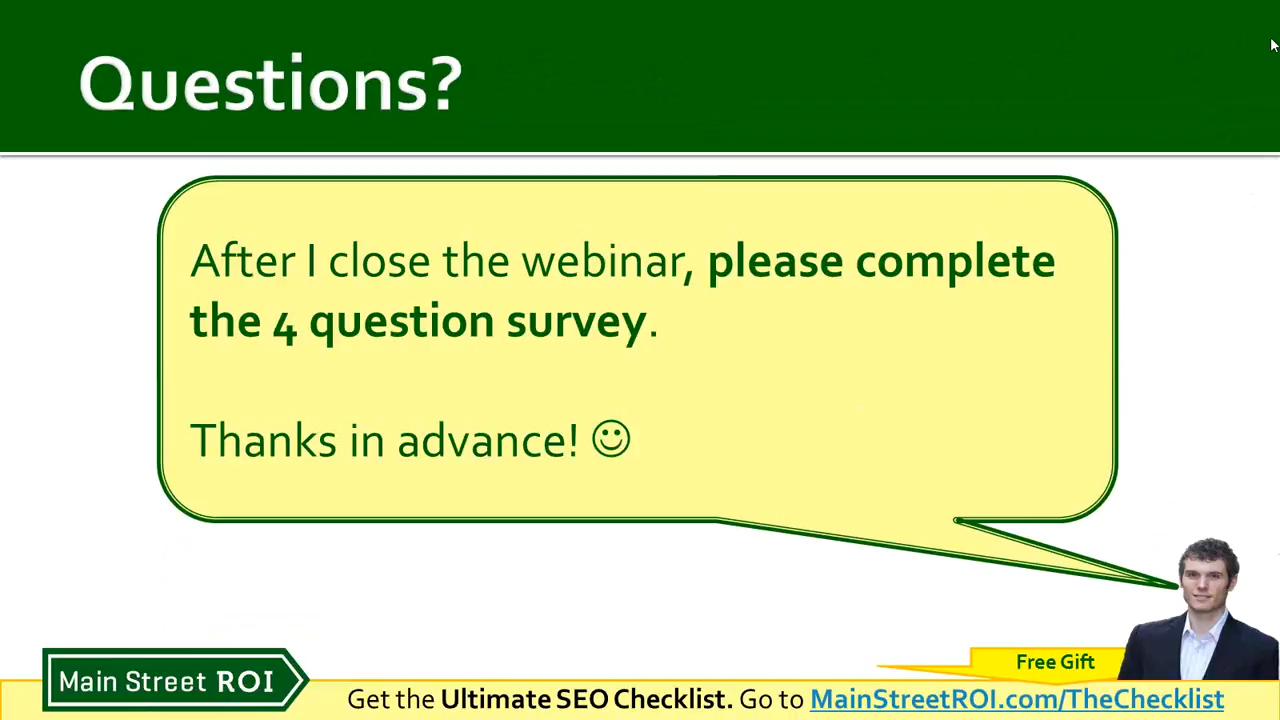 Questions?
After I close the webinar, please complete
the 4 question survey.
Thanks in advance! ☺
Free Gift
Main Street ROI
Get the Ultimate SEO Checklist. Go to MainStreetROI.com/TheChecklist